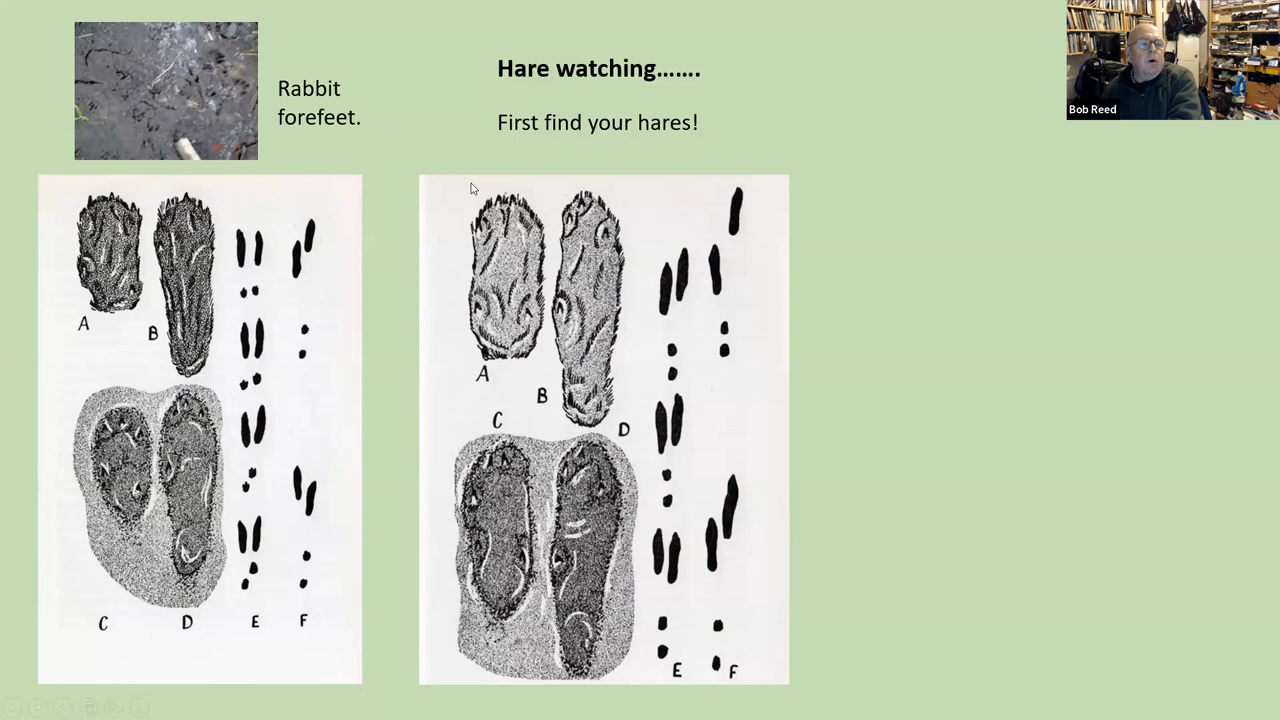 Rabbit
forefeet.
Hare watching.......
First find your hares!
Bob Reed
A
B
C
D
E
F
A
B
C
D
E
F